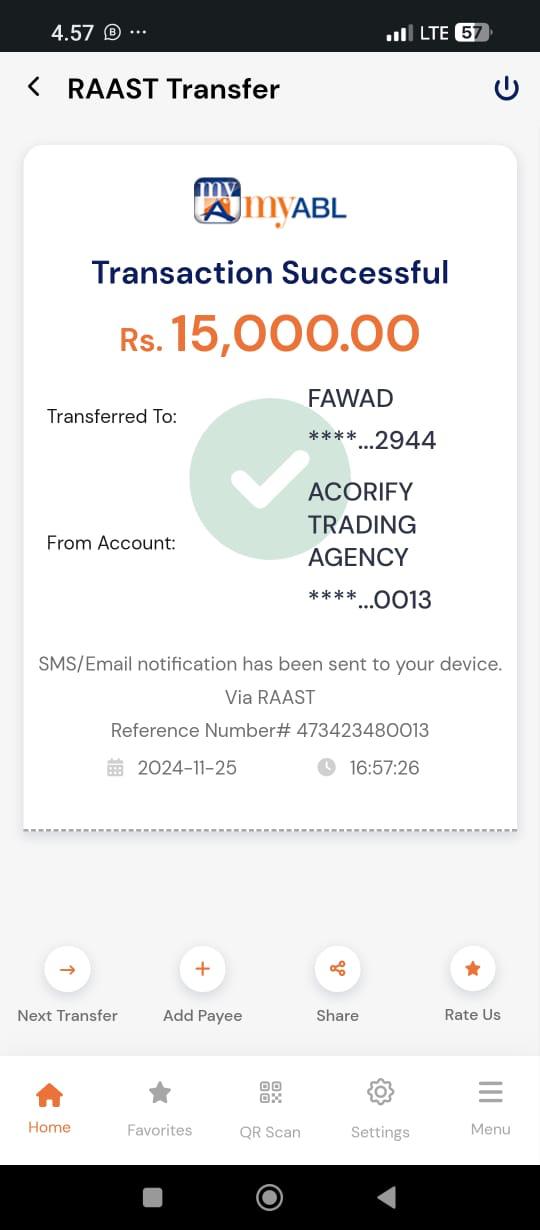 4.57
LTE 57
RAAST Transfer
my
myABL
Transaction Successful
Rs. 15,000.00
Transferred To:
FAWAD
****...2944
From Account:
ACORIFY
TRADING
AGENCY
****...0013
SMS/Email notification has been sent to your device.
Via RAAST
Reference Number# 473423480013
2024-11-25 16:57:26
Next Transfer Add Payee Share Rate Us
Home Favorites QR Scan Settings Menu